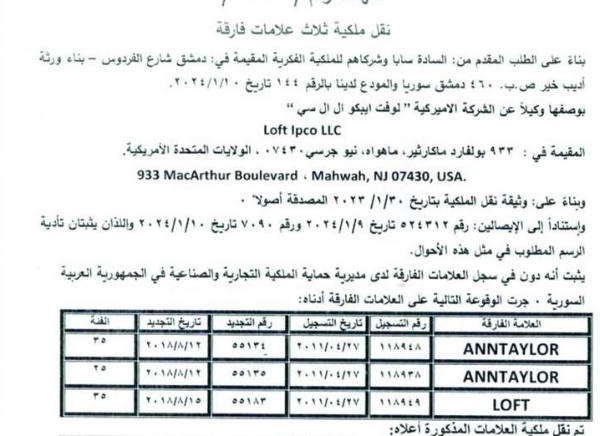 نقل ملكية ثلاث علامات فارقة
بناءً على الطلب المقدم من: السادة سابا وشركاهم للملكية الفكرية المقيمة في: دمشق شارع الفردوس – بناء ورثة
أديب خير ص.ب. ٤٦٠ دمشق سوريا والمودع لدينا بالرقم ١٤٤ تاريخ ٢٠٢٤/١/١٠.
بوصفها وكيلاً عن الشركة الاميركية " لوفت ايبكو ال ال سي "
Loft Ipco LLC
المقيمة في : ٩٣٣ بولفارد ماكارثير، ماهواه، نيو جرسي ٠٧٤٣٠ ، الولايات المتحدة الأمريكية.
933 MacArthur Boulevard ، Mahwah, NJ 07430, USA.
وبناء على: وثيقة نقل الملكية بتاريخ ٢٠٢٣/١/٣٠ المصدقة أصولاً ٠
وإستناداً إلى الإيصالين: رقم ٥٢٤٣١٢ تاريخ ٢٠٢٤/١/٩ ورقم ٧٠٩٠ تاريخ ٢٠٢٤/١/١٠ واللذان يثبتان تأدية
الرسم المطلوب في مثل هذه الأحوال.
يثبت أنه دون في سجل العلامات الفارقة لدى مديرية حماية الملكية التجارية والصناعية في الجمهورية العربية
السورية ٠ جرت الوقوعة التالية على العلامات الفارقة أدناه:
العلامة الفارقة رقم التسجيل تاريخ التسجيل رقم التجديد تاريخ التجديد الفئة
ANNTAYLOR ١١٨٩٤٨ ٢٠١١/٠٤/٢٧ ٥٥١٣٤ ٢٠١٨/٨/١٢ ٣٥
ANNTAYLOR ١١٨٩٣٨ ٢٠١١/٠٤/٢٧ ٥٥١٣٥ ٢٠١٨/٨/١٢ ٢٥
LOFT ١١٨٩٤٩ ٢٠١١/٠٤/٢٧ ٥٥١٨٣ ٢٠١٨/٨/١٥ ٣٥
تم نقل ملكية العلامات المذكورة أعلاه: